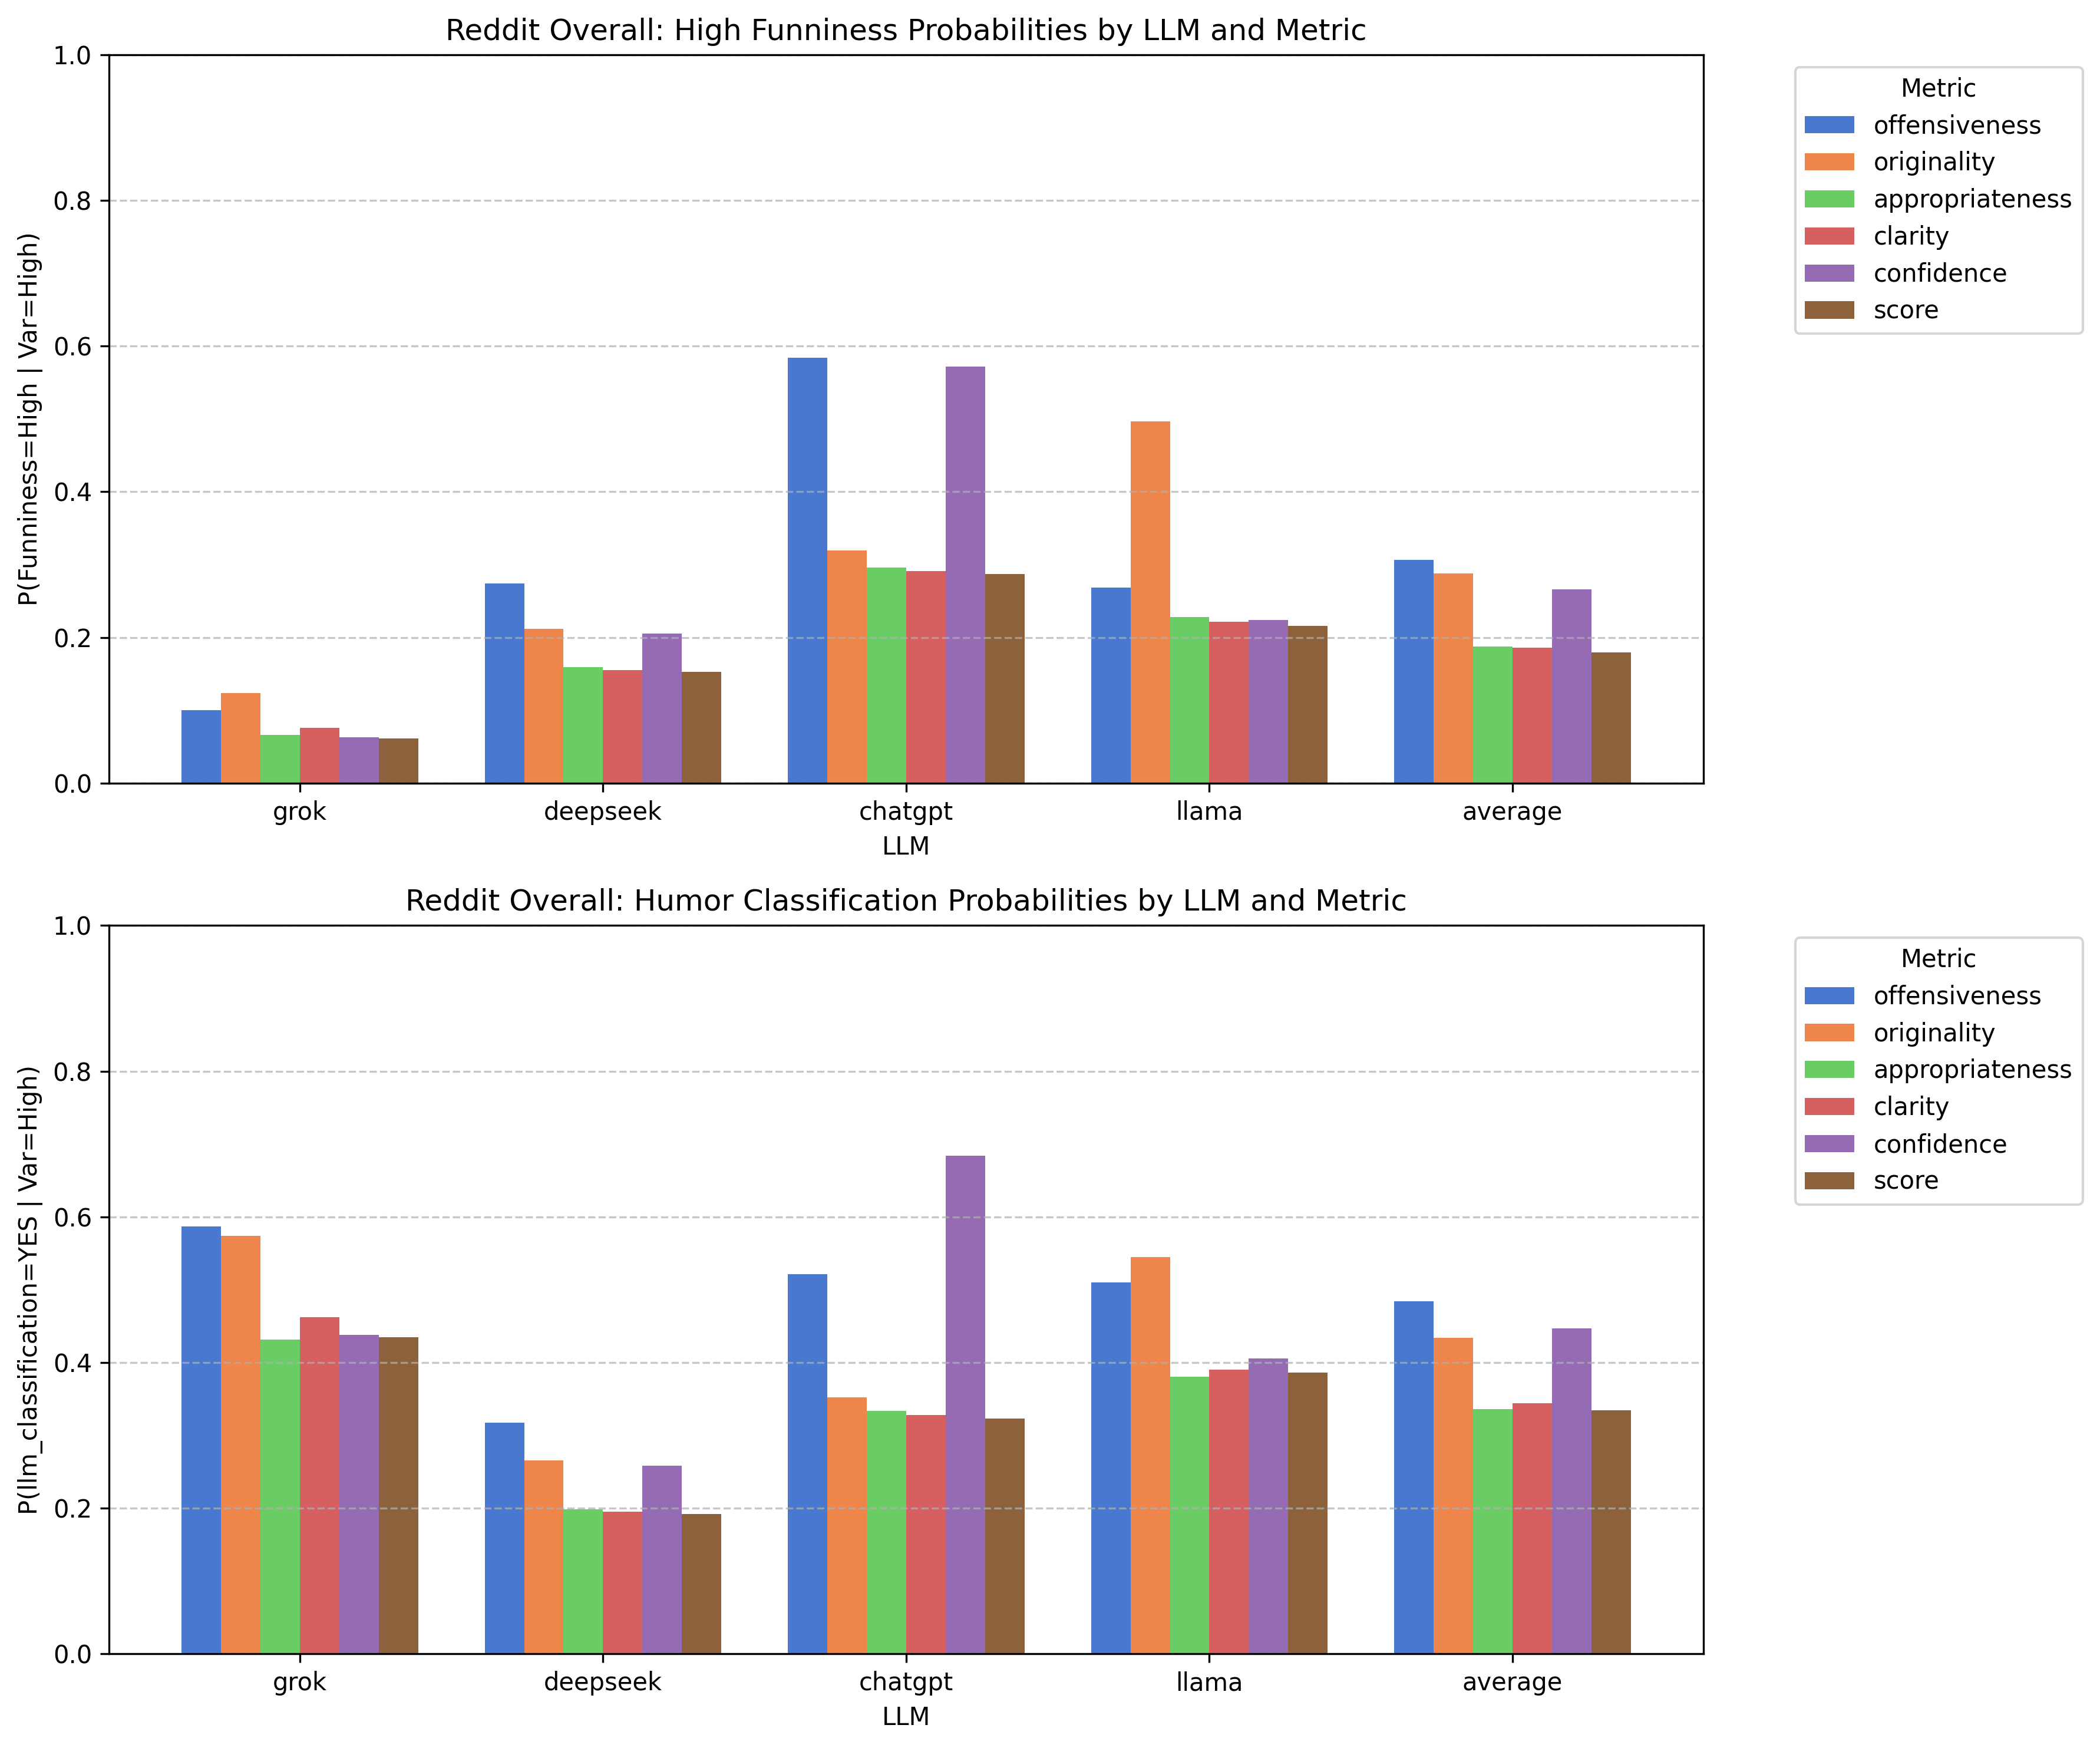 Reddit Overall: High Funniness Probabilities by LLM and Metric
P(Funniness=High | Var=High)
1.0
0.8
0.6
0.4
0.2
0.0
grok deepseek chatgpt llama average
LLM
Metric
offensiveness
originality
appropriateness
clarity
confidence
score
Reddit Overall: Humor Classification Probabilities by LLM and Metric
P(llm_classification=YES | Var=High)
1.0
0.8
0.6
0.4
0.2
0.0
grok deepseek chatgpt llama average
LLM
Metric
offensiveness
originality
appropriateness
clarity
confidence
score